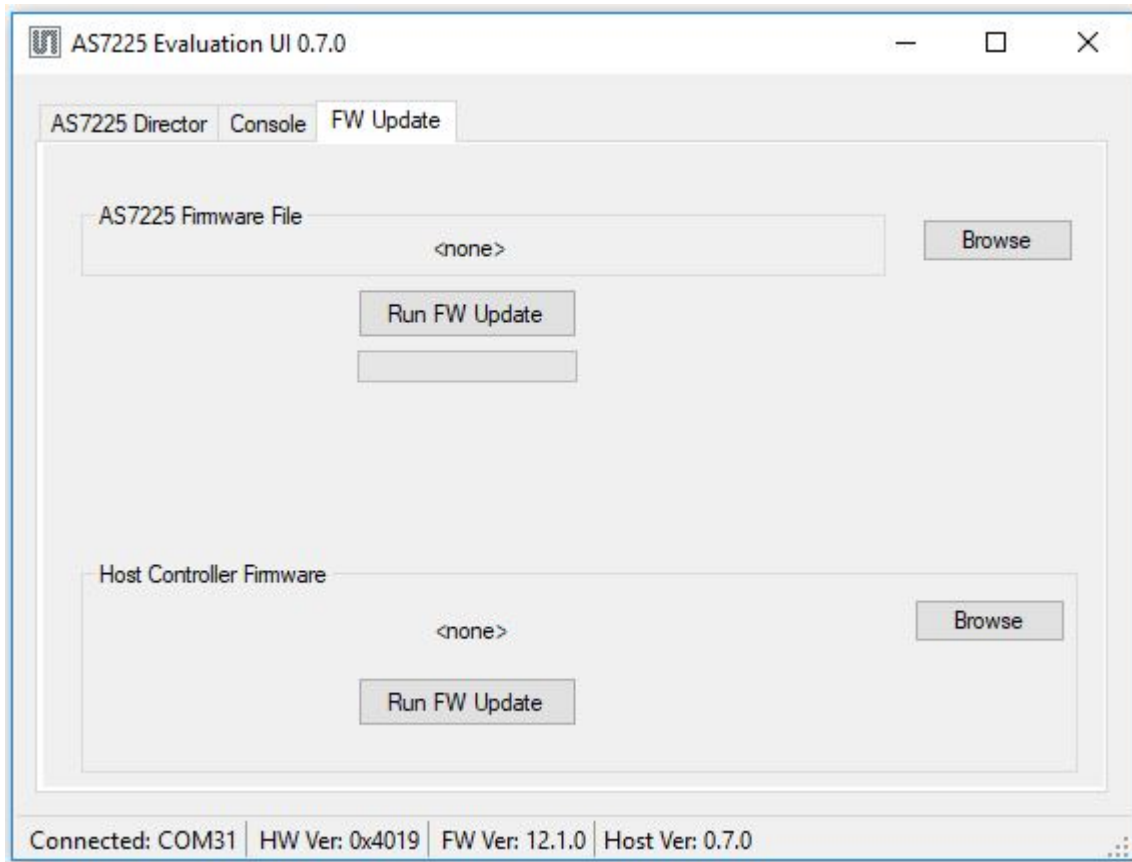 AS7225 Evaluation UI 0.7.0
AS7225 Director Console FW Update
AS7225 Firmware File
<none>
Browse
Run FW Update
Host Controller Firmware
<none>
Browse
Run FW Update
Connected: COM31 HW Ver: 0x4019 FW Ver: 12.1.0 Host Ver: 0.7.0